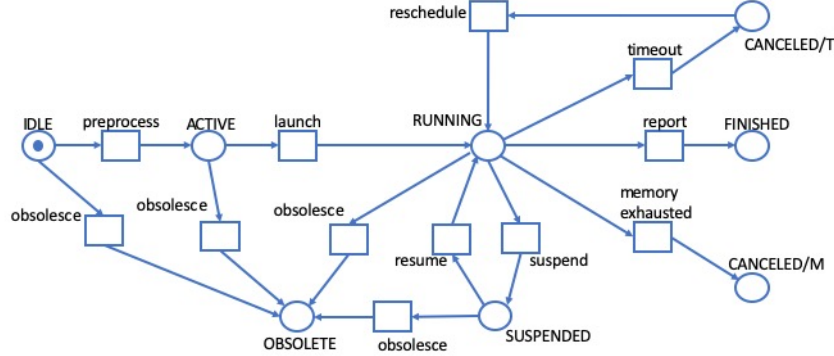 reschedule
CANCELED/T
timeout
IDLE
preprocess
ACTIVE
launch
RUNNING
report
FINISHED
obsolesce
obsolesce
obsolesce
memory
exhausted
resume
suspend
CANCELED/M
OBSOLETE
obsolesce
SUSPENDED